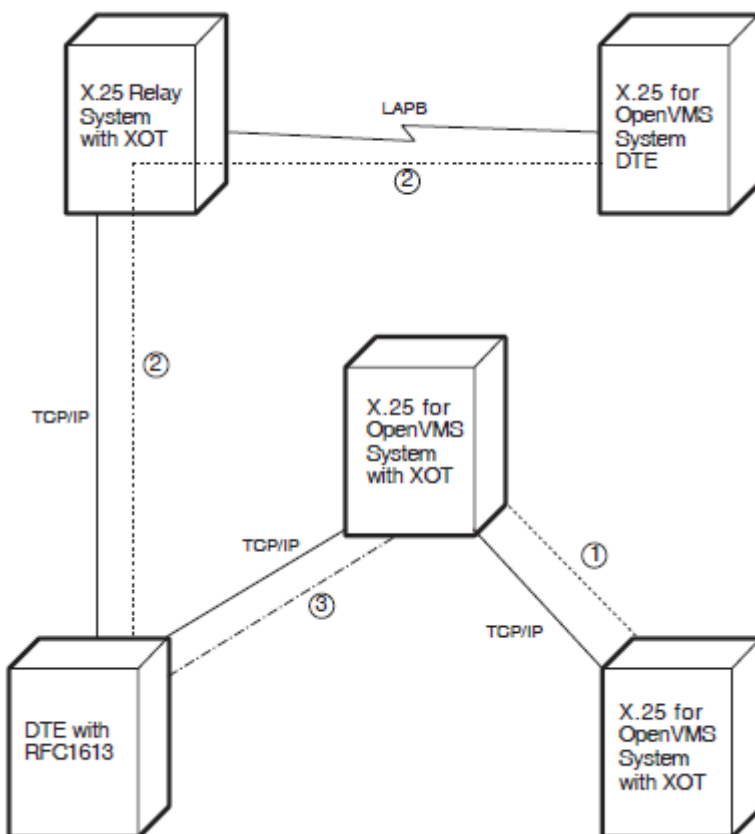 X.25 Relay
System
with XOT
LAPB
X.25 for
OpenVMS
System
DTE
②
②
TCP/IP
X.25 for
OpenVMS
System
with XOT
TCP/IP
③
①
TCP/IP
DTE with
RFC1613
X.25 for
OpenVMS
System
with XOT